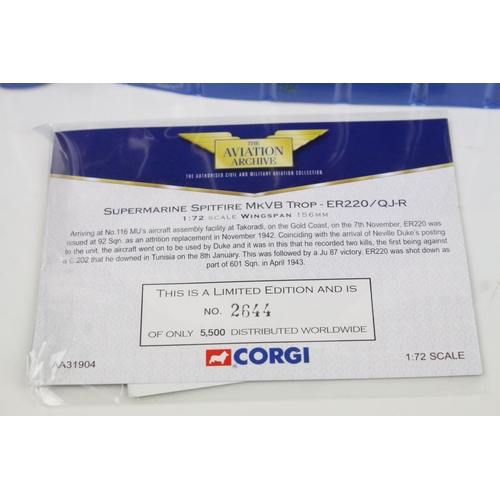 THE
AVIATION
ARCHIVE
THE AUTHORISED CIVIL AND MILITARY AVIATION COLLECTION
SUPERMARINE SPITFIRE MKVB TROP - ER220/QJ-R
1:72 SCALE WINGSPAN 156MM
Arriving at No.116 MU's aircraft assembly facility at Takoradi, on the Gold Coast, on the 7th November, ER220 was
issued at 92 Sqn. as an attrition replacement in November 1942. Coinciding with the arrival of Neville Duke's posting
to the unit, the aircraft went on to be used by Duke and it was in this that he recorded two kills, the first being against
a C.202 that he downed in Tunisia on the 8th January. This was followed by a Ju 87 victory. ER220 was shot down as
part of 601 Sqn. in April 1943.
THIS IS A LIMITED EDITION AND IS
NO. 2644
OF ONLY 5,500 DISTRIBUTED WORLDWIDE
AA31904
CORGI
1:72 SCALE